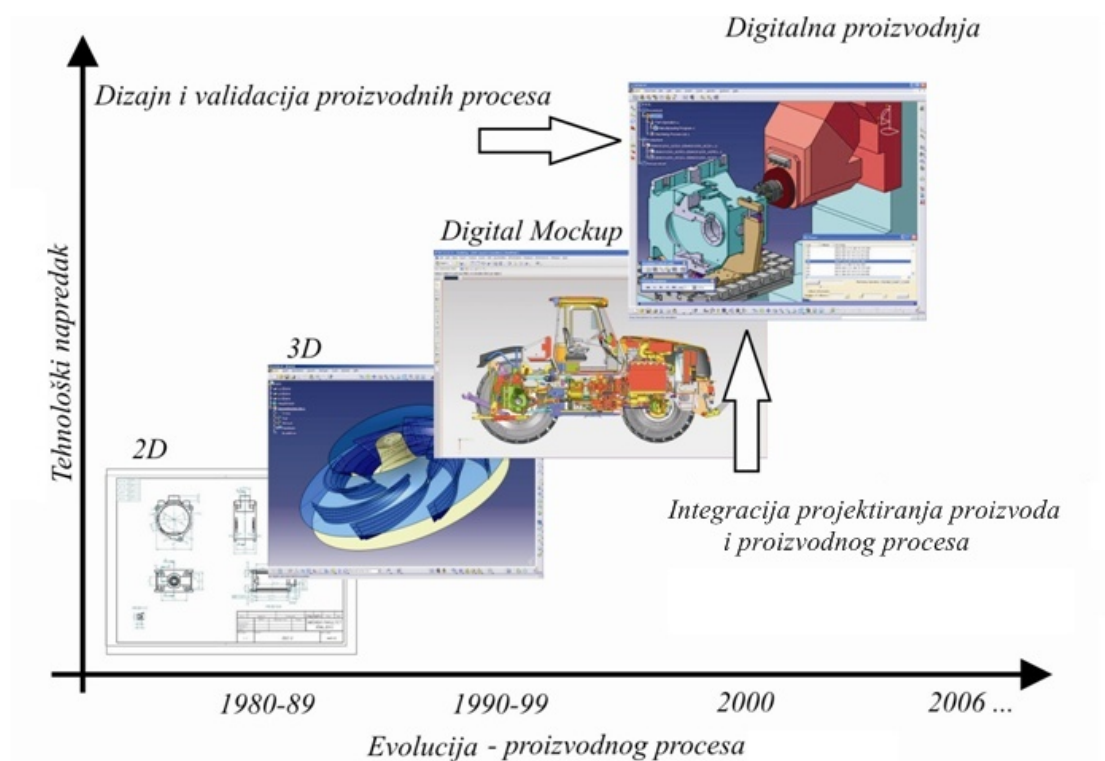 Digitalna proizvodnja
Dizajn i validacija proizvodnih procesa
Digital Mockup
3D
2D
Tehnološki napredak
Integracija projektiranja proizvoda
i proizvodnog procesa
1980-89
1990-99
2000
2006 ...
Evolucija - proizvodnog procesa